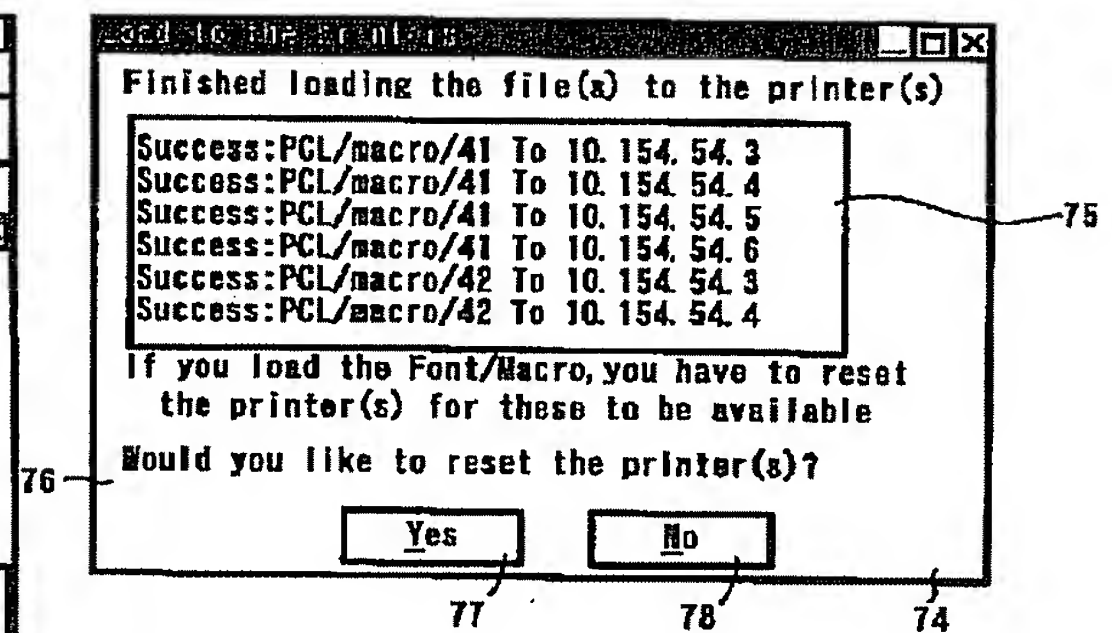 Load to the printers
Finished loading the file(s) to the printer(s)
Success:PCL/macro/41 To 10.154.54.3
Success:PCL/macro/41 To 10.154.54.4
Success:PCL/macro/41 To 10.154.54.5
Success:PCL/macro/41 To 10.154.54.6
Success:PCL/macro/42 To 10.154.54.3
Success:PCL/macro/42 To 10.154.54.4
75
If you load the Font/Macro, you have to reset
the printer(s) for these to be available
Would you like to reset the printer(s)?
76
Yes
No
77
78
74